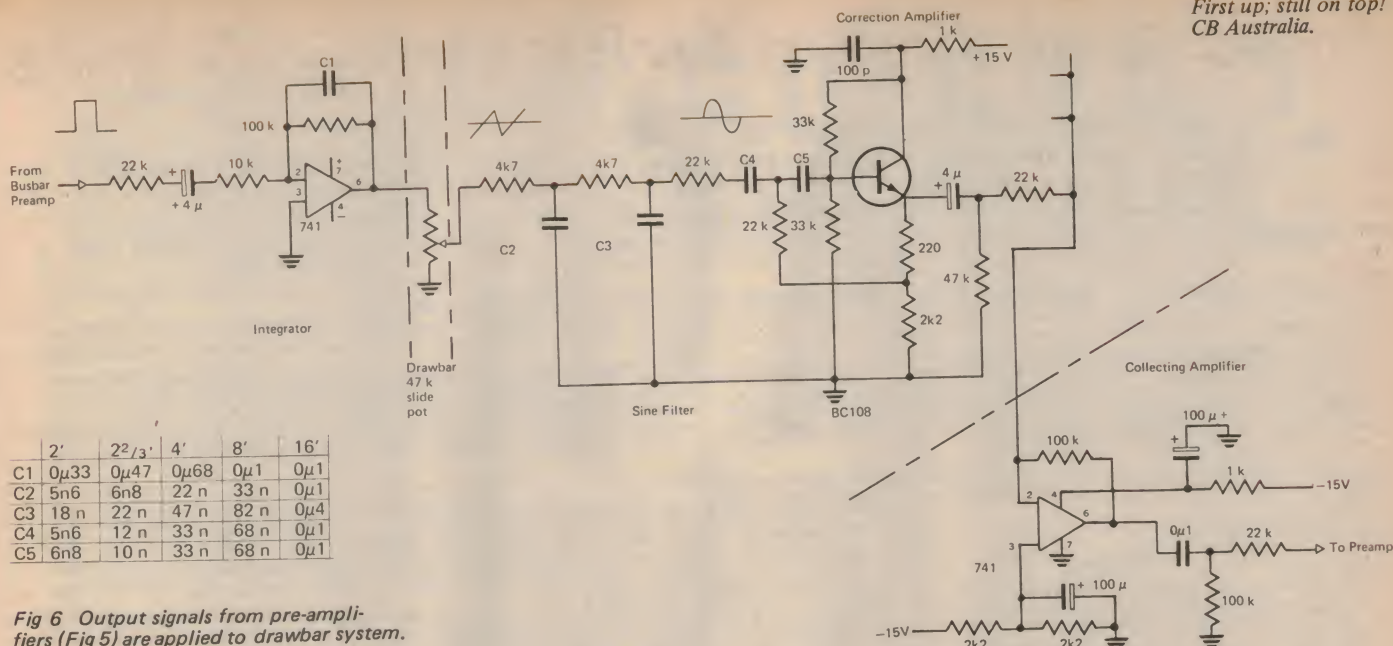 First up; still on top!
CB Australia.
Correction Amplifier
1 k
+ 15 V
100 p
C1
100 k
33k
From
Busbar
Preamp
22 k
+
+ 4 μ
10 k
2
3
+
7
6
4
–
741
4k7
4k7
22 k
C4
C5
+
4 μ
22 k
C2
C3
22 k
33 k
220
47 k
2k2
Integrator
Drawbar
47 k
slide
pot
Sine Filter
BC108
Collecting Amplifier
2' 2²/₃' 4' 8' 16'
C1 0μ33 0μ47 0μ68 0μ1 0μ1
C2 5n6 6n8 22 n 33 n 0μ1
C3 18 n 22 n 47 n 82 n 0μ4
C4 5n6 12 n 33 n 68 n 0μ1
C5 6n8 10 n 33 n 68 n 0μ1
100 μ +
+
100 k
1 k
–15V
2
4
6
3
7
741
0μ1
22 k
To Preamp
+ 100 μ
100 k
–15V
2k2
2k2
Fig 6 Output signals from pre-ampli-
fiers (Fig 5) are applied to drawbar system.